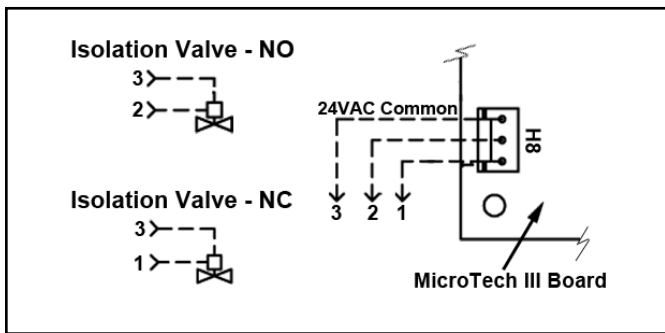 Isolation Valve - NO
3
2
Isolation Valve - NC
3
1
24VAC Common
H8
3 2 1
MicroTech III Board